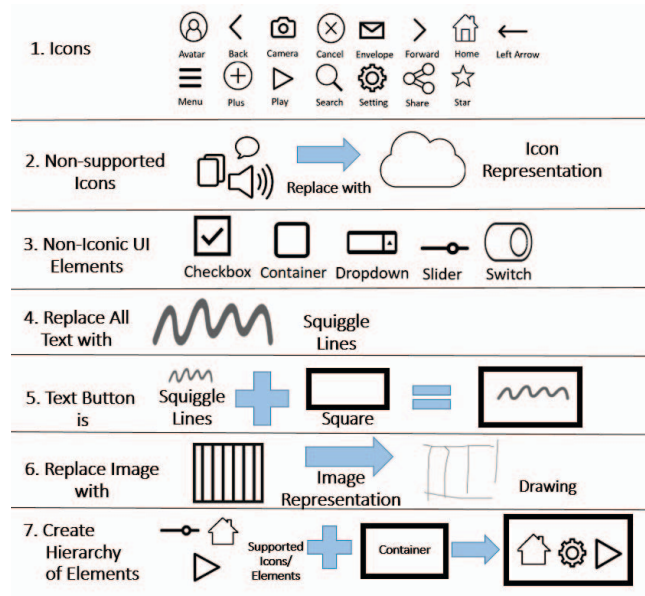 1. Icons
Avatar Back Camera Cancel Envelope Forward Home Left Arrow
Menu Plus Play Search Setting Share Star
2. Non-supported
Icons
Replace with
Icon
Representation
3. Non-Iconic UI
Elements
Checkbox Container Dropdown Slider Switch
4. Replace All
Text with
Squiggle
Lines
5. Text Button
is
Squiggle
Lines
Square
6. Replace Image
with
Image
Representation
Drawing
7. Create
Hierarchy
of Elements
Supported
Icons/
Elements
Container